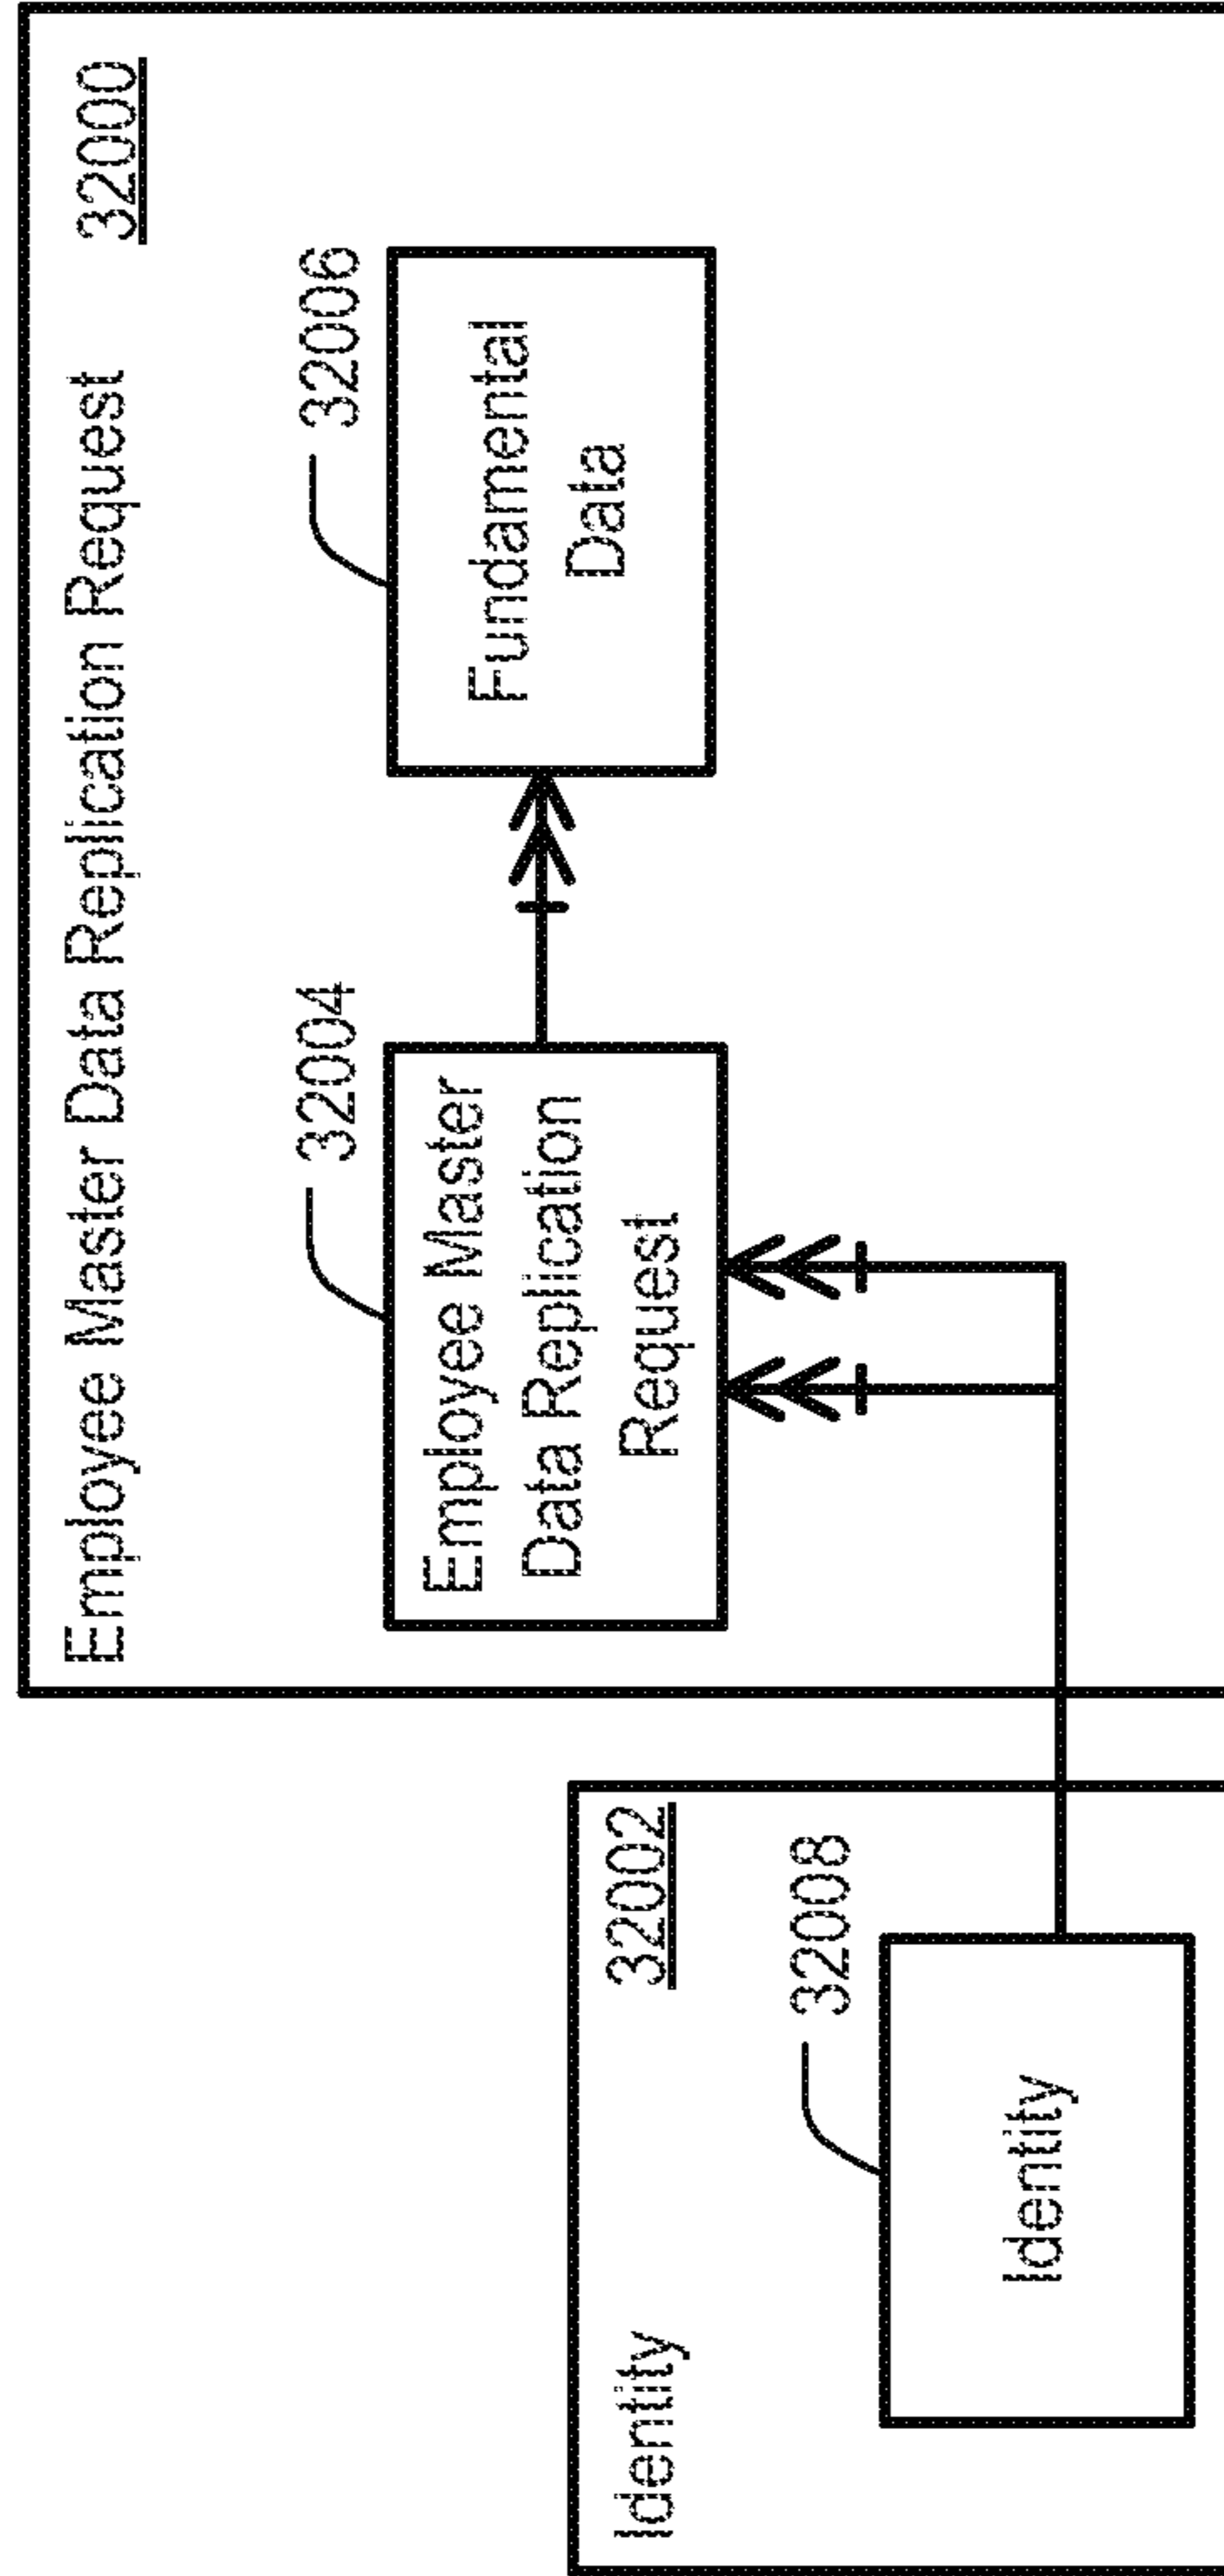 Employee Master Data Replication Request 32000
32004
32006
Employee Master
Data Replication
Request
Fundamental
Data
Identity 32002
32008
Identity